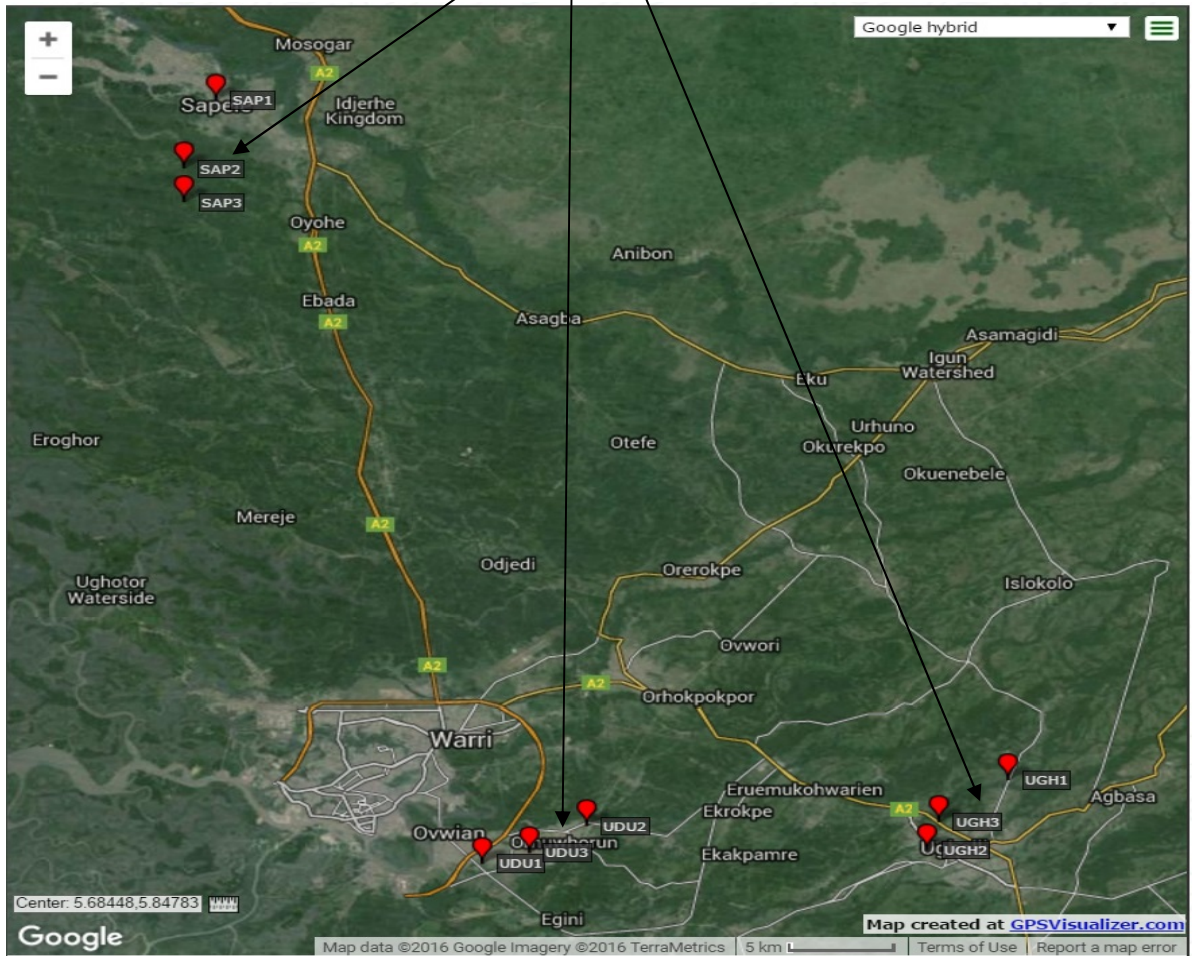 +
−
Google hybrid ▼
Mosogar
A2
SAP1
Idjerhe
Kingdom
SAP2
SAP3
Oyohe
A2
Anibon
Ebada
A2
Asagba
Asamagidi
Igun
Watershed
Eku
Urhuno
Eroghor
Otefe
Okurekpo
Okuenebele
Mereje
A2
Odjedi
Orerokpe
Ughotor
Waterside
Islokolo
Ovwori
A2
A2
Orhokpokpor
Warri
UGH1
Eruemukohwarien
A2
Agbasa
Ekrokpe
UDU2
UGH3
Ovwian
UDU3
UGH2
UDU1
Ekakpamre
Center: 5.68448,5.84783
Egini
Map created at GPSVisualizer.com
Google
Map data ©2016 Google Imagery ©2016 TerraMetrics
5 km
Terms of Use
Report a map error